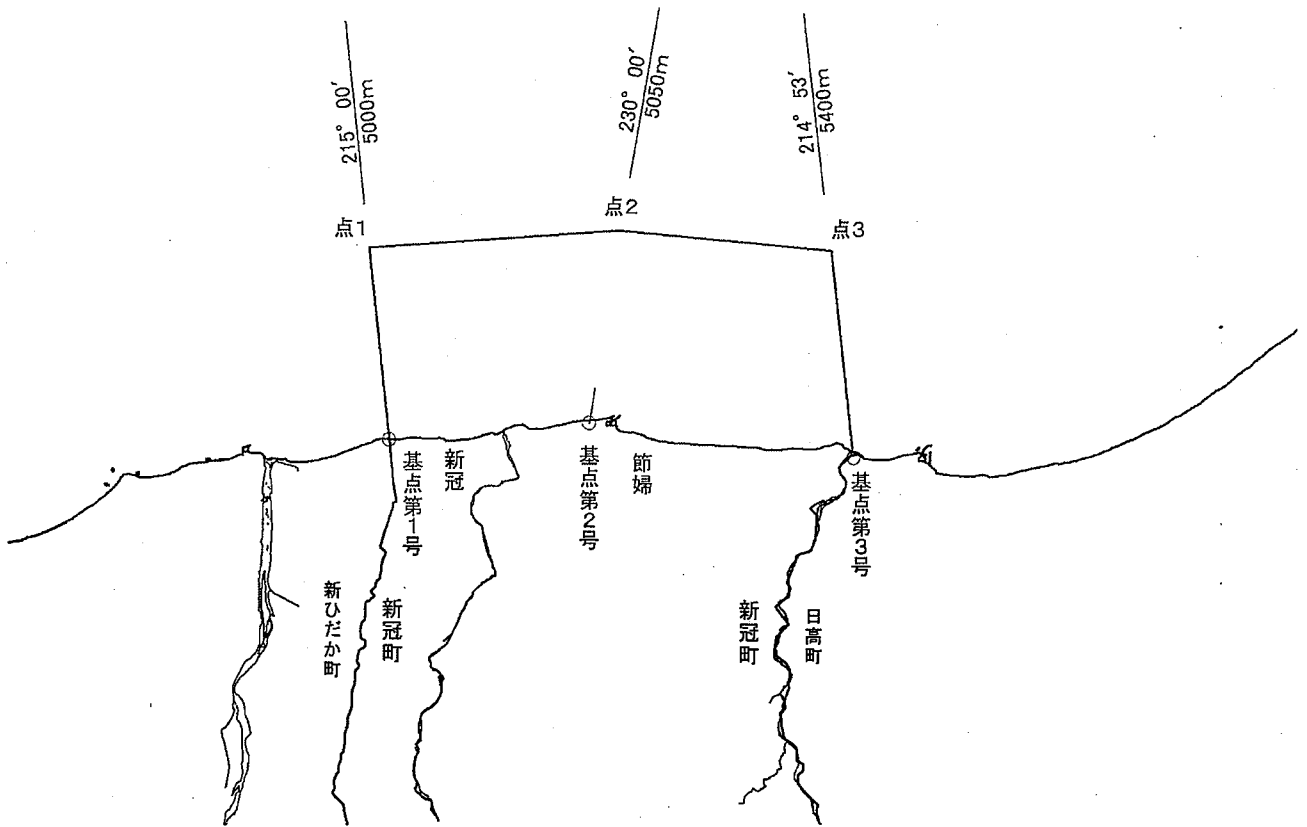 215° 00′
5000m
230° 00′
5050m
214° 53′
5400m
点1
点2
点3
基点第1号
新冠
基点第2号
節婦
基点第3号
新ひだか町
新冠町
新冠町
日高町